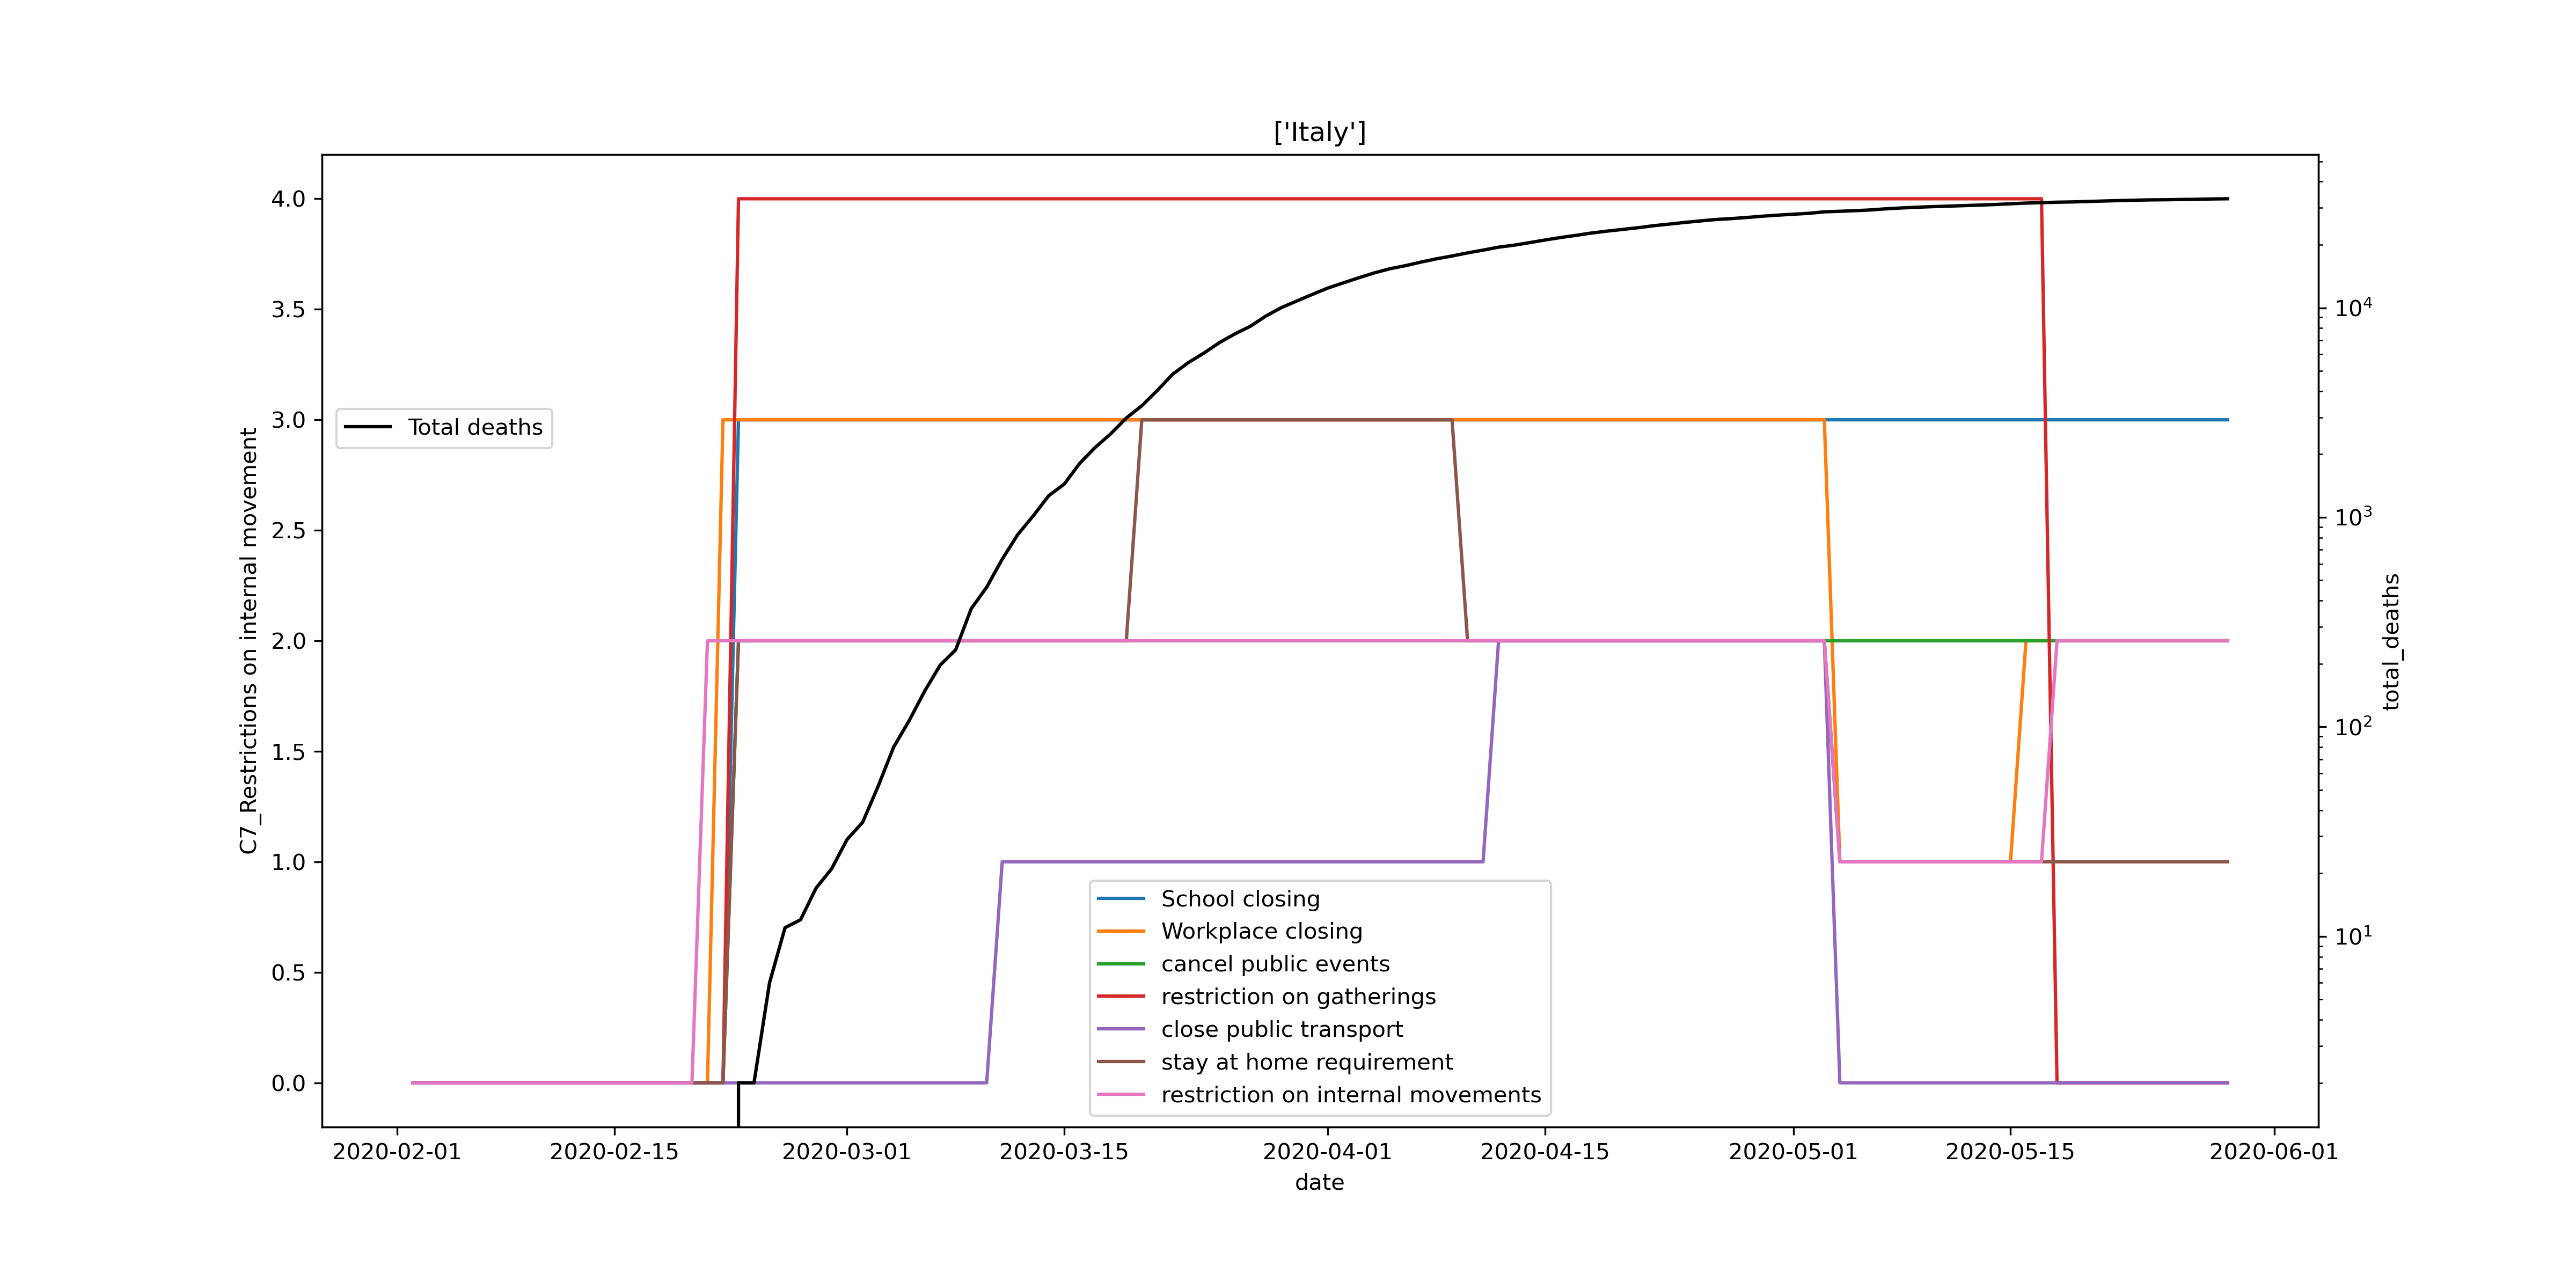 ['Italy']
4.0
3.5
3.0
2.5
2.0
1.5
1.0
0.5
0.0
C7_Restrictions on internal movement
Total deaths
10⁴
10³
10²
10¹
total_deaths
School closing
Workplace closing
cancel public events
restriction on gatherings
close public transport
stay at home requirement
restriction on internal movements
2020-02-01 2020-02-15 2020-03-01 2020-03-15 2020-04-01 2020-04-15 2020-05-01 2020-05-15 2020-06-01
date